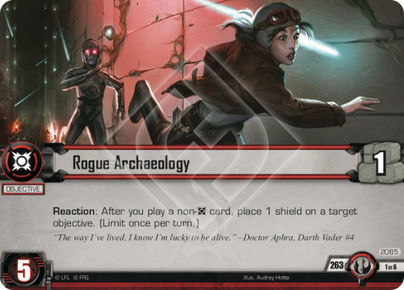 Rogue Archaeology
1
OBJECTIVE
Reaction: After you play a non- card, place 1 shield on a target
objective. (Limit once per turn.)
"The way I've lived, I know I'm lucky to be alive." –Doctor Aphra, Darth Vader #4
2085
5
© LFL © FFG
Illus. Audrey Hotte
263
1 of 6